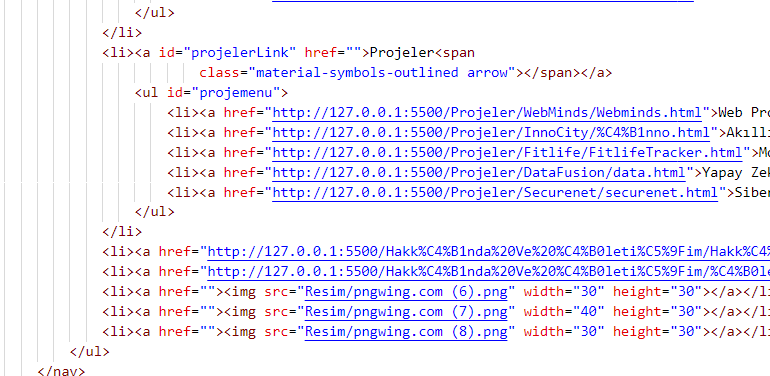 </ul>
</li>
<li><a id="projelerLink" href="">Projeler<span
class="material-symbols-outlined arrow"></span></a>
<ul id="projemenu">
<li><a href="http://127.0.0.1:5500/Projeler/WebMinds/Webminds.html">Web Pro
<li><a href="http://127.0.0.1:5500/Projeler/InnoCity/%C4%B1nno.html">Akıllı
<li><a href="http://127.0.0.1:5500/Projeler/Fitlife/FitlifeTracker.html">Mo
<li><a href="http://127.0.0.1:5500/Projeler/DataFusion/data.html">Yapay Zek
<li><a href="http://127.0.0.1:5500/Projeler/Securenet/securenet.html">Siber
</ul>
</li>
<li><a href="http://127.0.0.1:5500/Hakk%C4%B1nda%20Ve%20%C4%B0leti%C5%9Fim/Hakk%C4
<li><a href="http://127.0.0.1:5500/Hakk%C4%B1nda%20Ve%20%C4%B0leti%C5%9Fim/%C4%B0le
<li><a href=""><img src="Resim/pngwing.com (6).png" width="30" height="30"></a></li
<li><a href=""><img src="Resim/pngwing.com (7).png" width="40" height="30"></a></li
<li><a href=""><img src="Resim/pngwing.com (8).png" width="30" height="30"></a></li
</ul>
</nav>